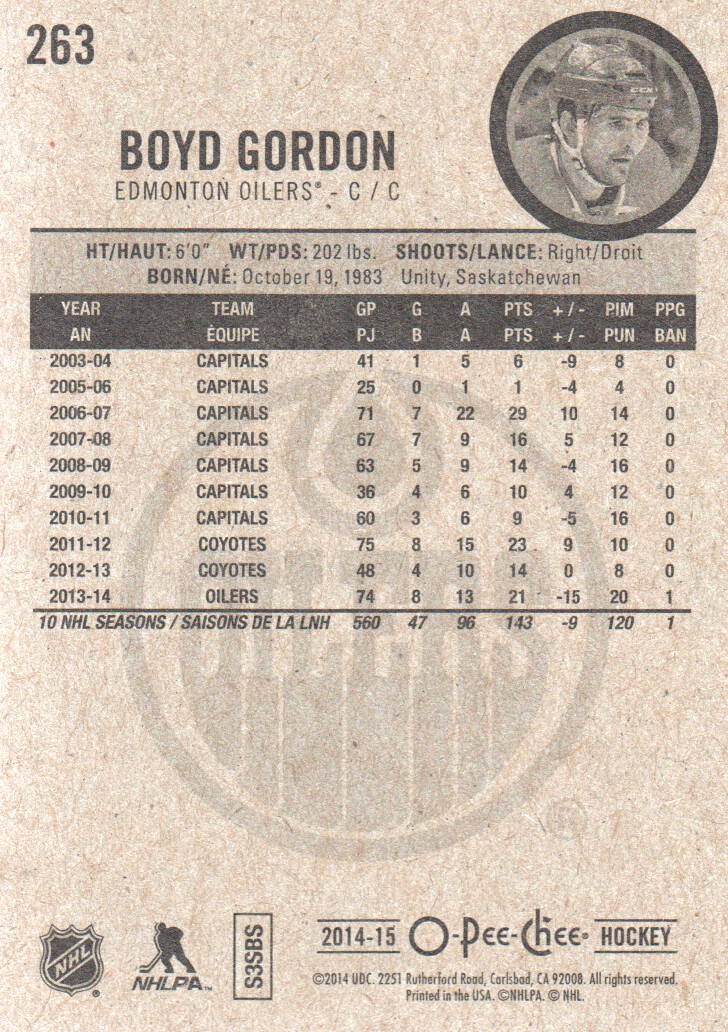 263
BOYD GORDON
EDMONTON OILERS® - C / C
CCM
HT/HAUT: 6'0" WT/PDS: 202 lbs. SHOOTS/LANCE: Right/Droit
BORN/NÉ: October 19, 1983 Unity, Saskatchewan
YEAR TEAM GP G A PTS +/- PIM PPG
AN ÉQUIPE PJ B A PTS +/- PUN BAN
2003-04 CAPITALS 41 1 5 6 -9 8 0
2005-06 CAPITALS 25 0 1 1 -4 4 0
2006-07 CAPITALS 71 7 22 29 10 14 0
2007-08 CAPITALS 67 7 9 16 5 12 0
2008-09 CAPITALS 63 5 9 14 -4 16 0
2009-10 CAPITALS 36 4 6 10 4 12 0
2010-11 CAPITALS 60 3 6 9 -5 16 0
2011-12 COYOTES 75 8 15 23 9 10 0
2012-13 COYOTES 48 4 10 14 0 8 0
2013-14 OILERS 74 8 13 21 -15 20 1
10 NHL SEASONS / SAISONS DE LA LNH 560 47 96 143 -9 120 1
OILERS
®
NHL ®
NHLPA™
S3SBS
2014-15 O-Pee-Chee® HOCKEY
©2014 UDC. 2251 Rutherford Road, Carlsbad, CA 92008. All rights reserved.
Printed in the USA. ©NHLPA. © NHL.